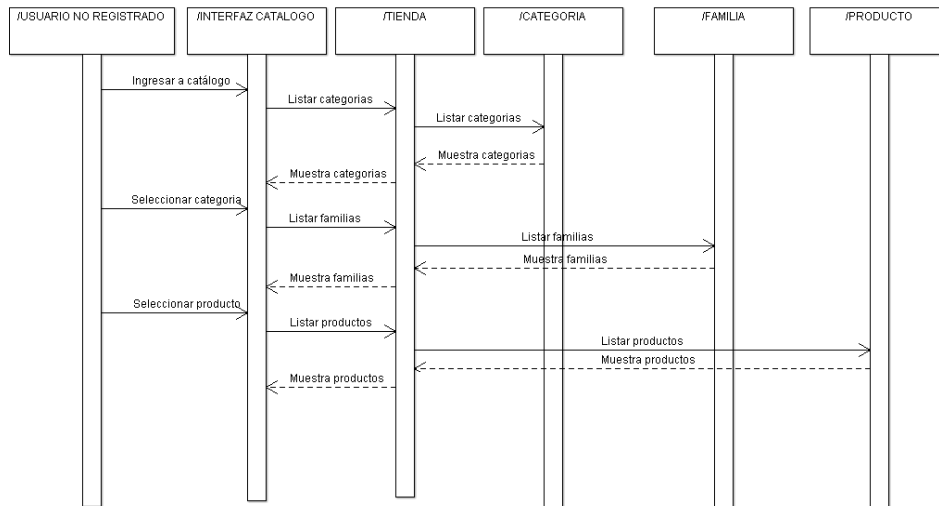 /USUARIO NO REGISTRADO
/INTERFAZ CATALOGO
/TIENDA
/CATEGORIA
/FAMILIA
/PRODUCTO
Ingresar a catálogo
Listar categorias
Listar categorias
Muestra categorias
Muestra categorias
Seleccionar categoria
Listar familias
Listar familias
Muestra familias
Muestra familias
Seleccionar producto
Listar productos
Listar productos
Muestra productos
Muestra productos